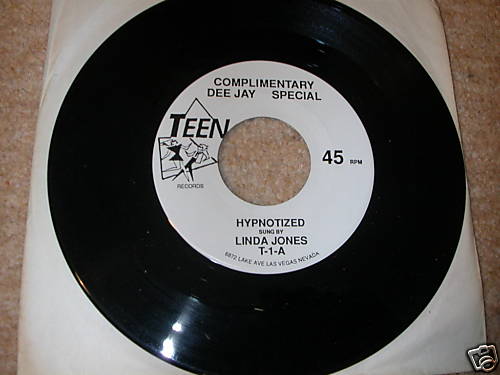 COMPLIMENTARY
DEE JAY SPECIAL
TEEN
RECORDS
45 RPM
HYPNOTIZED
SUNG BY
LINDA JONES
T-1-A
6872 LAKE AVE LAS VEGAS NEVADA
ebY